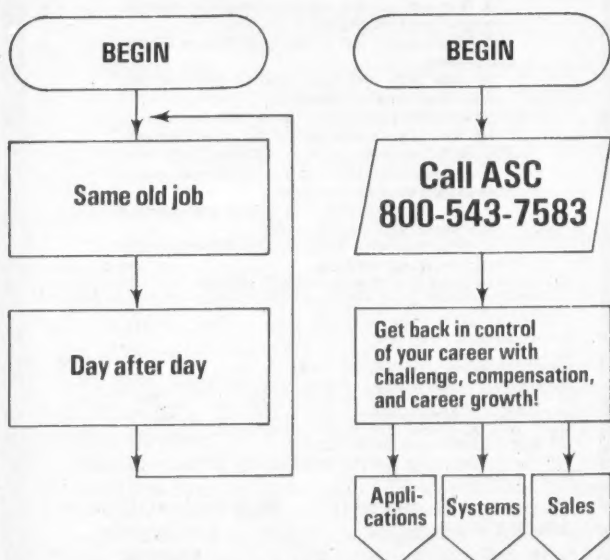 BEGIN
Same old job
Day after day
BEGIN
Call ASC
800-543-7583
Get back in control
of your career with
challenge, compensation,
and career growth!
Appli-
cations
Systems
Sales